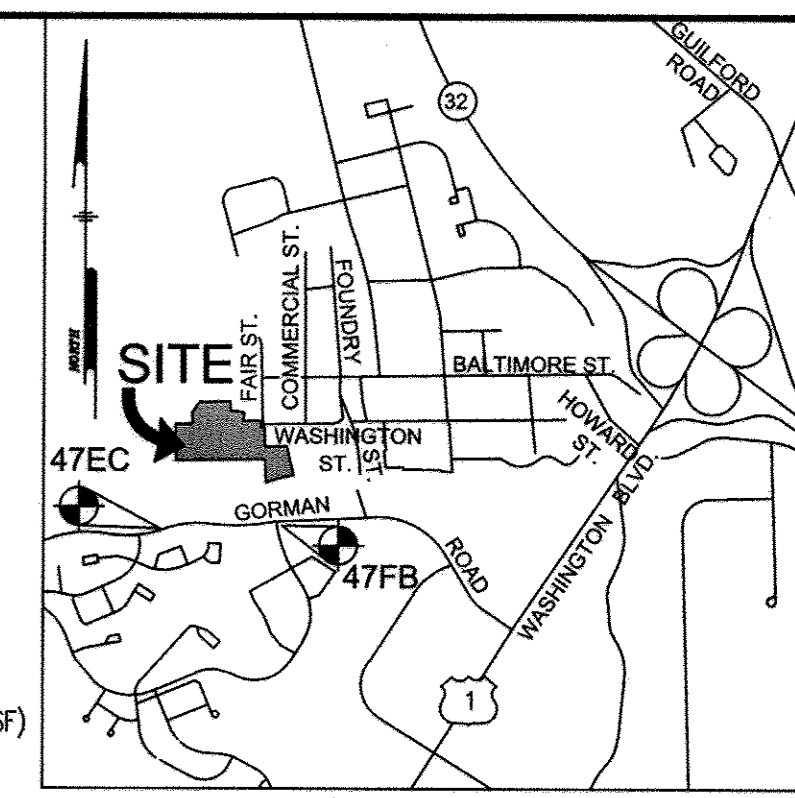 GUILFORD
ROAD
32
NORTH
SITE
FAIR ST.
COMMERCIAL ST.
FOUNDRY
ST.
BALTIMORE ST.
HOWARD
ST.
WASHINGTON
ST.
47EC
GORMAN
ROAD
47FB
WASHINGTON BLVD.
1
SF)